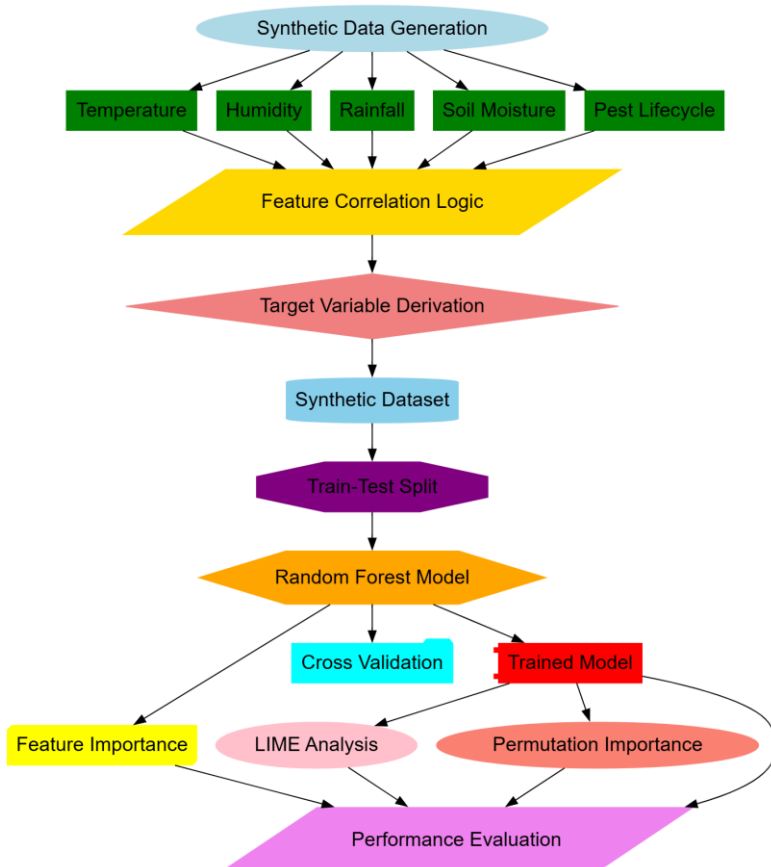 Synthetic Data Generation
Temperature
Humidity
Rainfall
Soil Moisture
Pest Lifecycle
Feature Correlation Logic
Target Variable Derivation
Synthetic Dataset
Train-Test Split
Random Forest Model
Cross Validation
Trained Model
Feature Importance
LIME Analysis
Permutation Importance
Performance Evaluation